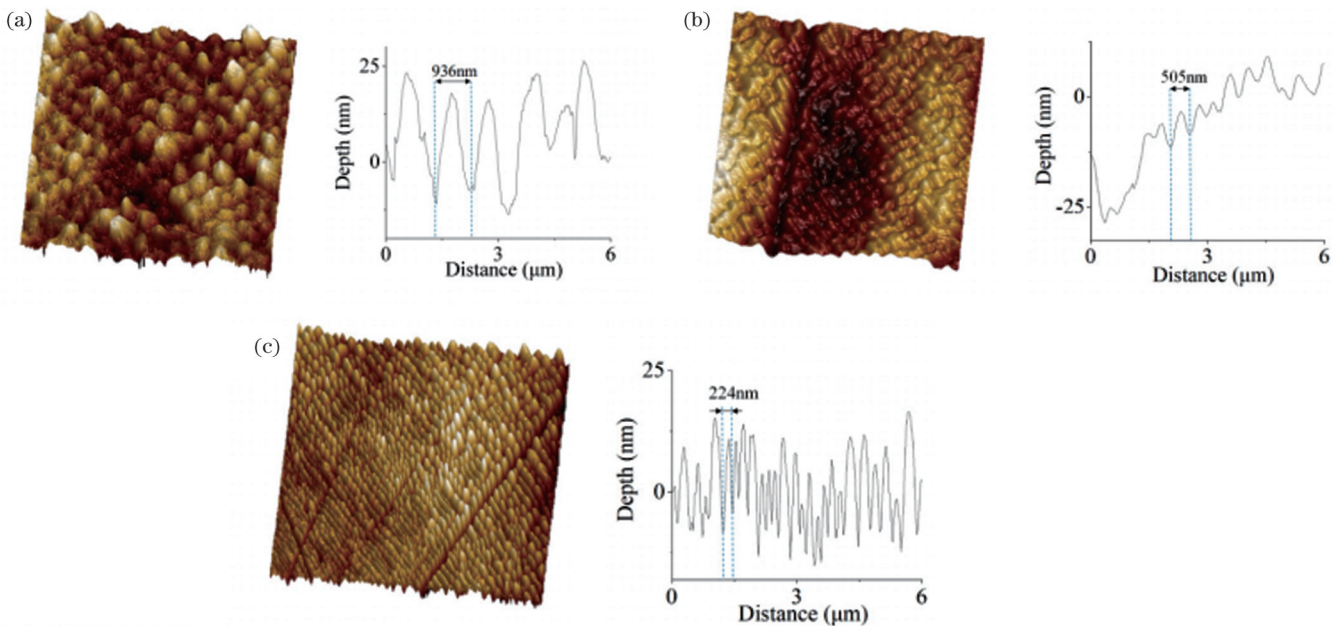 (a)
936nm
25
0
Depth (nm)
0
3
6
Distance (μm)
(b)
505nm
0
-25
Depth (nm)
0
3
6
Distance (μm)
(c)
224nm
25
0
Depth (nm)
0
3
6
Distance (μm)